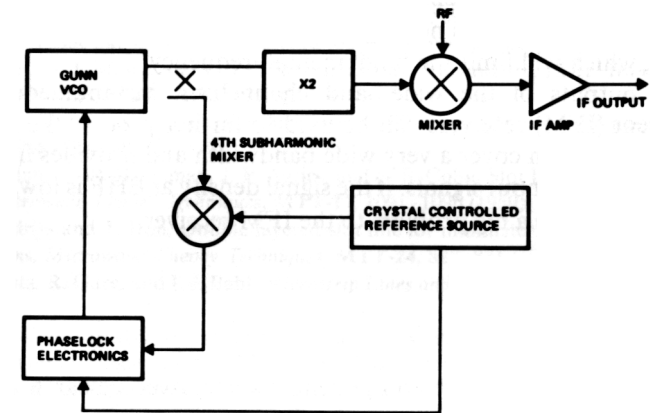 RF
GUNN
VCO
X2
IF OUTPUT
MIXER
IF AMP
4TH SUBHARMONIC
MIXER
CRYSTAL CONTROLLED
REFERENCE SOURCE
PHASELOCK
ELECTRONICS